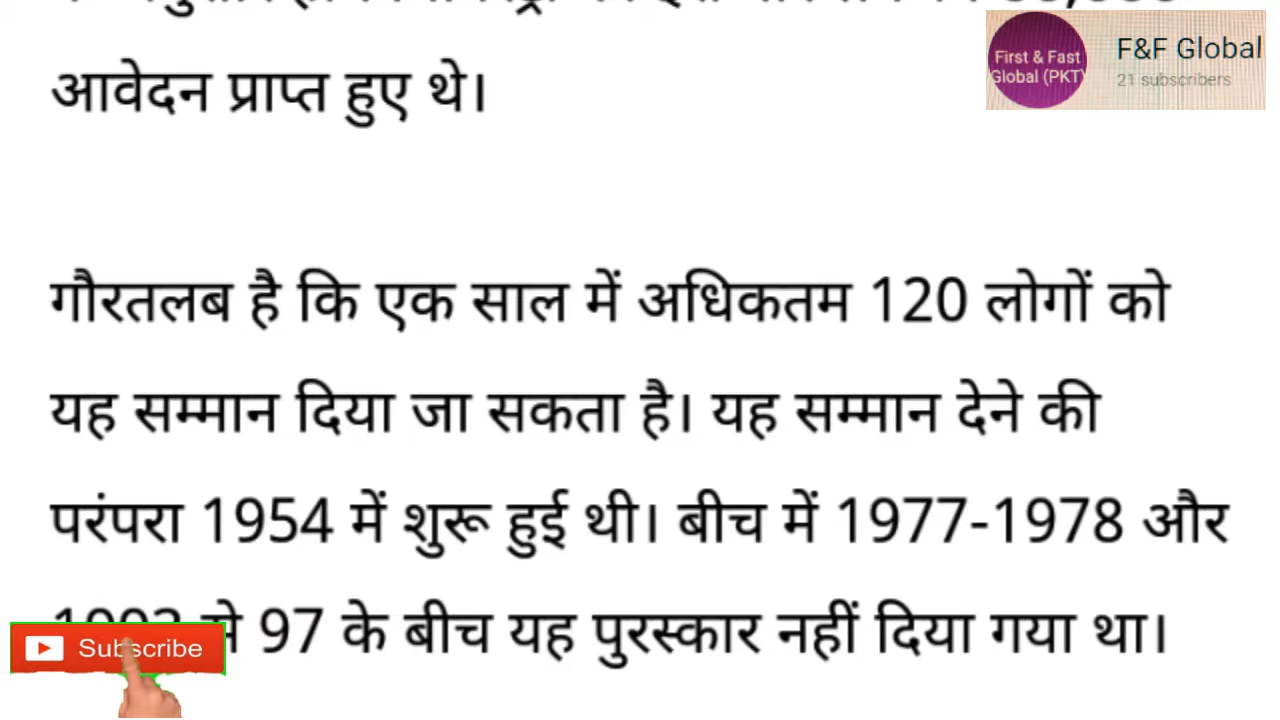 आवेदन प्राप्त हुए थे।
First & Fast
Global (PKT)
F&F Global
21 subscribers
गौरतलब है कि एक साल में अधिकतम 120 लोगों को
यह सम्मान दिया जा सकता है। यह सम्मान देने की
परंपरा 1954 में शुरू हुई थी। बीच में 1977-1978 और
से 97 के बीच यह पुरस्कार नहीं दिया गया था।
Subscribe